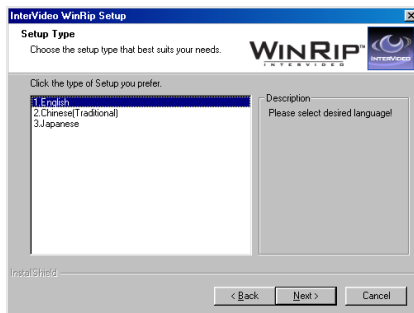 InterVideo WinRip Setup
Setup Type
Choose the setup type that best suits your needs.
WINRIP™
INTERVIDEO
INTERVIDEO
Click the type of Setup you prefer.
1.English
2.Chinese(Traditional)
3.Japanese
Description
Please select desired language!
InstallShield
< Back
Next >
Cancel